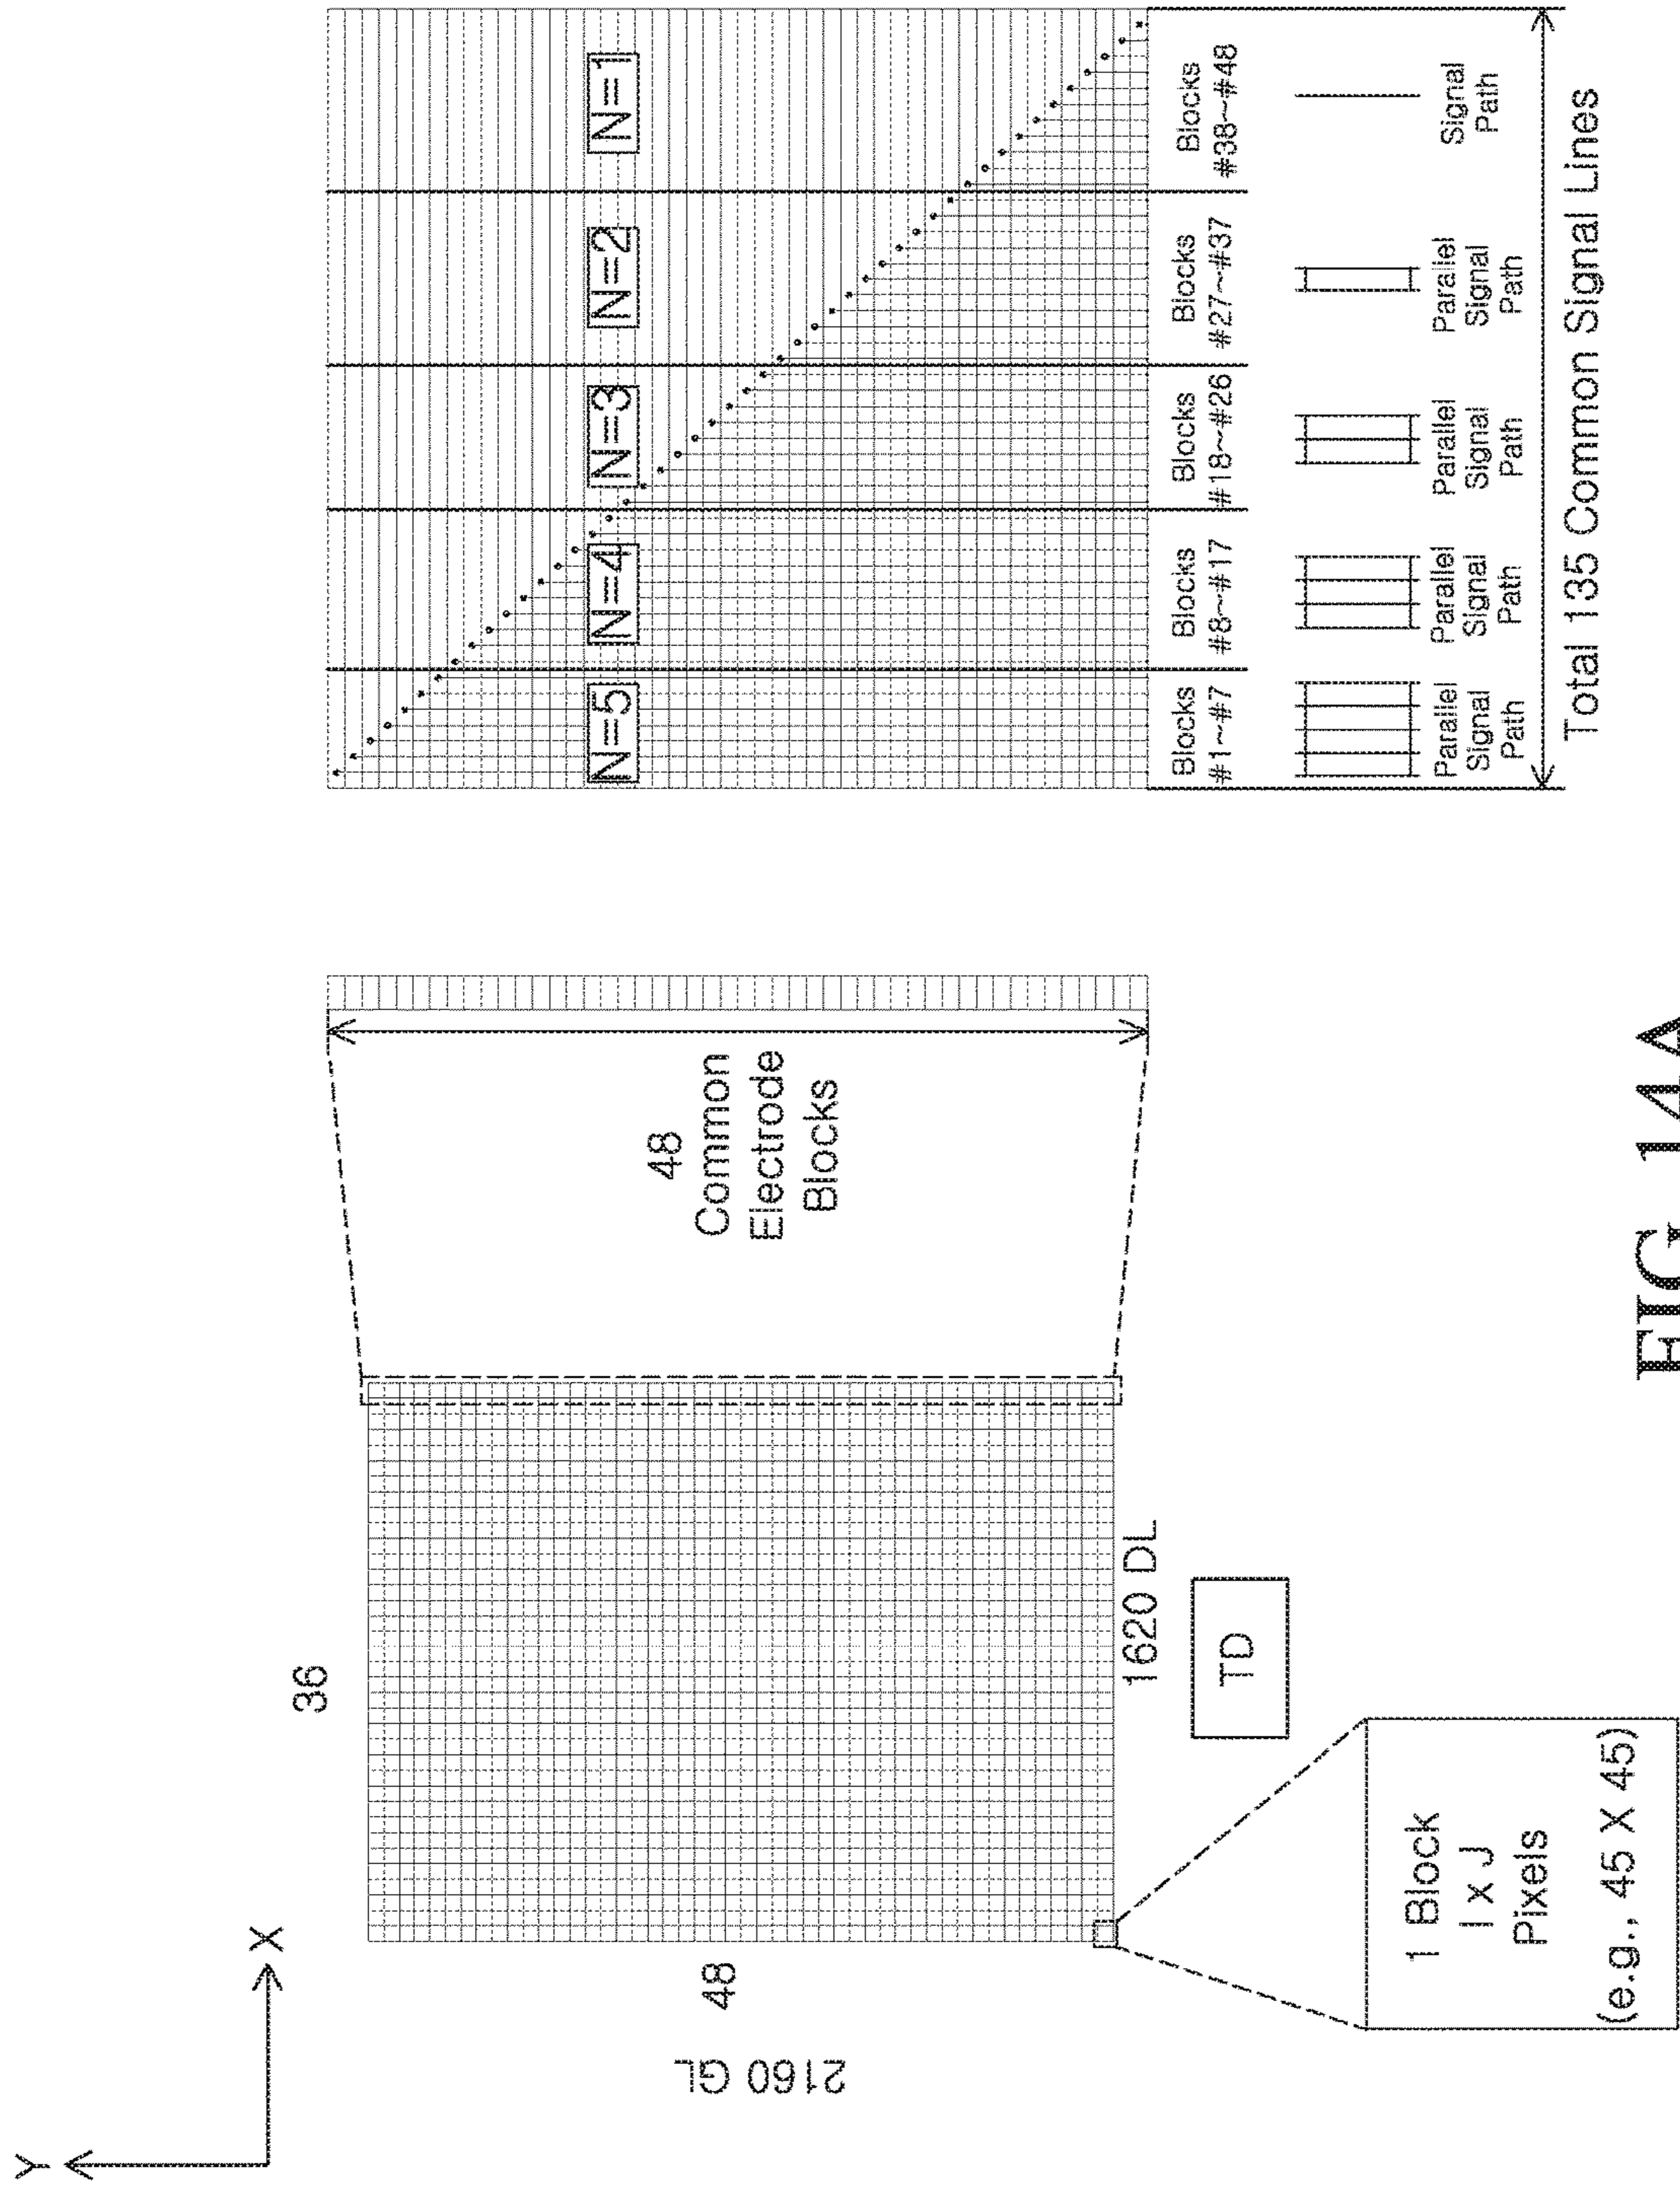 Y
X
36
48
2160 GL
1620 DL
TD
1 Block
I x J
Pixels
(e.g., 45 X 45)
48
Common
Electrode
Blocks
N=5
N=4
N=3
N=2
N=1
Blocks
#1~#7
Blocks
#8~#17
Blocks
#18~#26
Blocks
#27~#37
Blocks
#38~#48
Parallel
Signal
Path
Parallel
Signal
Path
Parallel
Signal
Path
Parallel
Signal
Path
Signal
Path
Total 135 Common Signal Lines
FIG. 14A